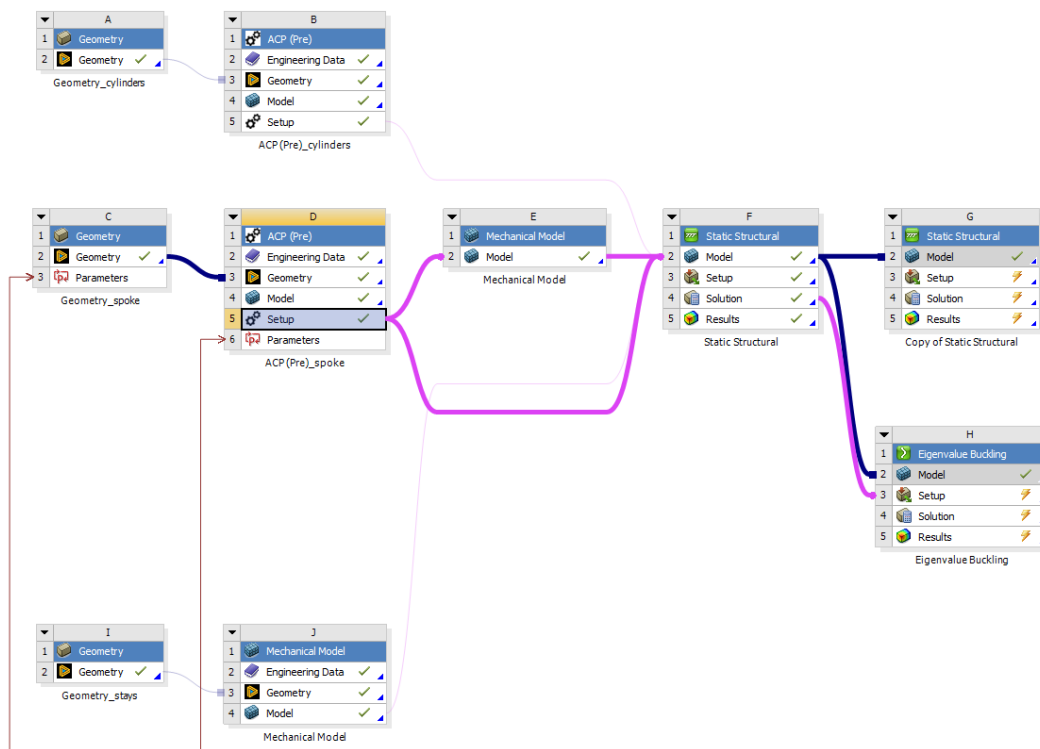 A
1 Geometry
2 Geometry
Geometry_cylinders
B
1 ACP (Pre)
2 Engineering Data
3 Geometry
4 Model
5 Setup
ACP (Pre)_cylinders
C
1 Geometry
2 Geometry
3 Parameters
Geometry_spoke
D
1 ACP (Pre)
2 Engineering Data
3 Geometry
4 Model
5 Setup
6 Parameters
ACP (Pre)_spoke
E
1 Mechanical Model
2 Model
Mechanical Model
F
1 Static Structural
2 Model
3 Setup
4 Solution
5 Results
Static Structural
G
1 Static Structural
2 Model
3 Setup
4 Solution
5 Results
Copy of Static Structural
H
1 Eigenvalue Buckling
2 Model
3 Setup
4 Solution
5 Results
Eigenvalue Buckling
I
1 Geometry
2 Geometry
Geometry_stays
J
1 Mechanical Model
2 Engineering Data
3 Geometry
4 Model
Mechanical Model